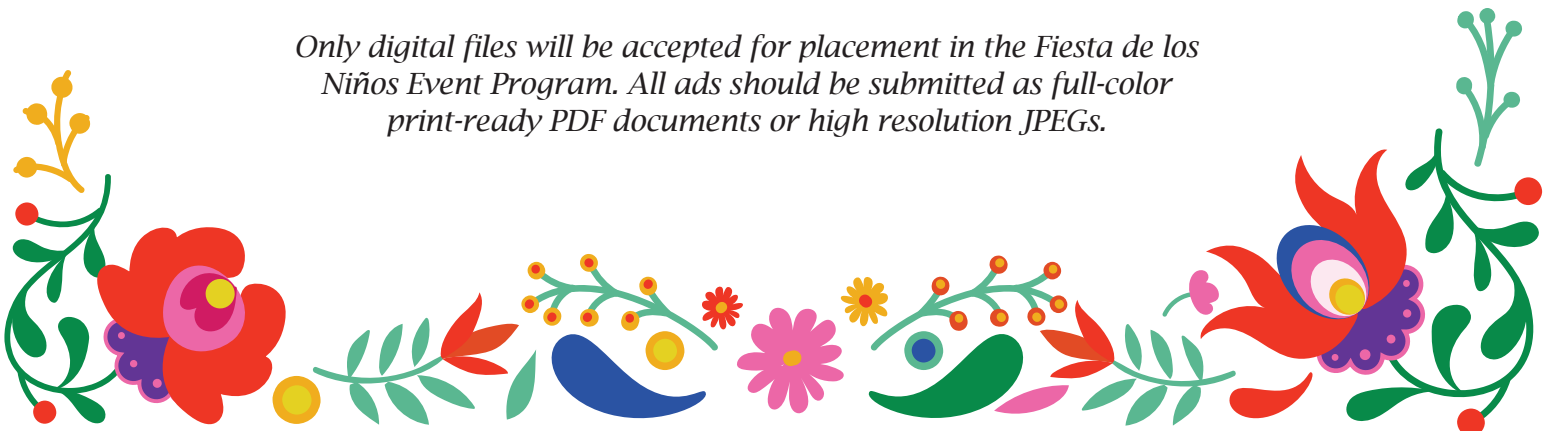 Only digital files will be accepted for placement in the Fiesta de los
Niños Event Program. All ads should be submitted as full-color
print-ready PDF documents or high resolution JPEGs.